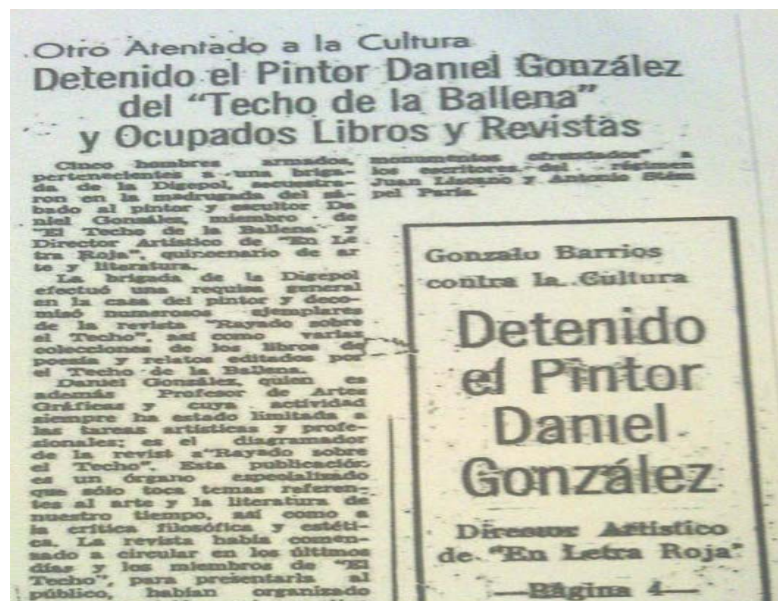 Otro Atentado a la Cultura
Detenido el Pintor Daniel González
del "Techo de la Ballena"
y Ocupados Libros y Revistas
Cinco hombres armados,
pertenecientes a una briga-
da de la Digepol, secuestra-
ron en la madrugada del sá-
bado al pintor y escultor Da
niel González, miembro de
"El Techo de la Ballena" y
Director Artístico de "En Le
tra Roja", quincenario de ar
te y literatura.
La brigada de la Digepol
efectuó una requisa general
en la casa del pintor y deco-
misó numerosos ejemplares
de la revista "Rayado sobre
el Techo", así como varias
colecciones de los libros de
poesía y relatos editados por
el Techo de la Ballena.
Daniel González, quien es
además Profesor de Artes
Gráficas y cuya actividad
siempre ha estado limitada a
las tareas artísticas y profe-
sionales; es el diagramador
de la revist a"Rayado sobre
el Techo". Esta publicación
es un órgano especializado
que sólo toca temas referen-
tes al arte y la literatura de
nuestro tiempo, así como a
la crítica filosófica y estéti-
ca. La revista había comen-
zado a circular en los últimos
días y los miembros de "El
Techo", para presentarla al
público, habían organizado
monumentos ofrendados" a
los escritores del régimen
Juan Liscano y Antonio Stém
pel París.
Gonzalo Barrios
contra la Cultura
Detenido
el Pintor
Daniel
González
Director Artístico
de "En Letra Roja"
—Página 4—